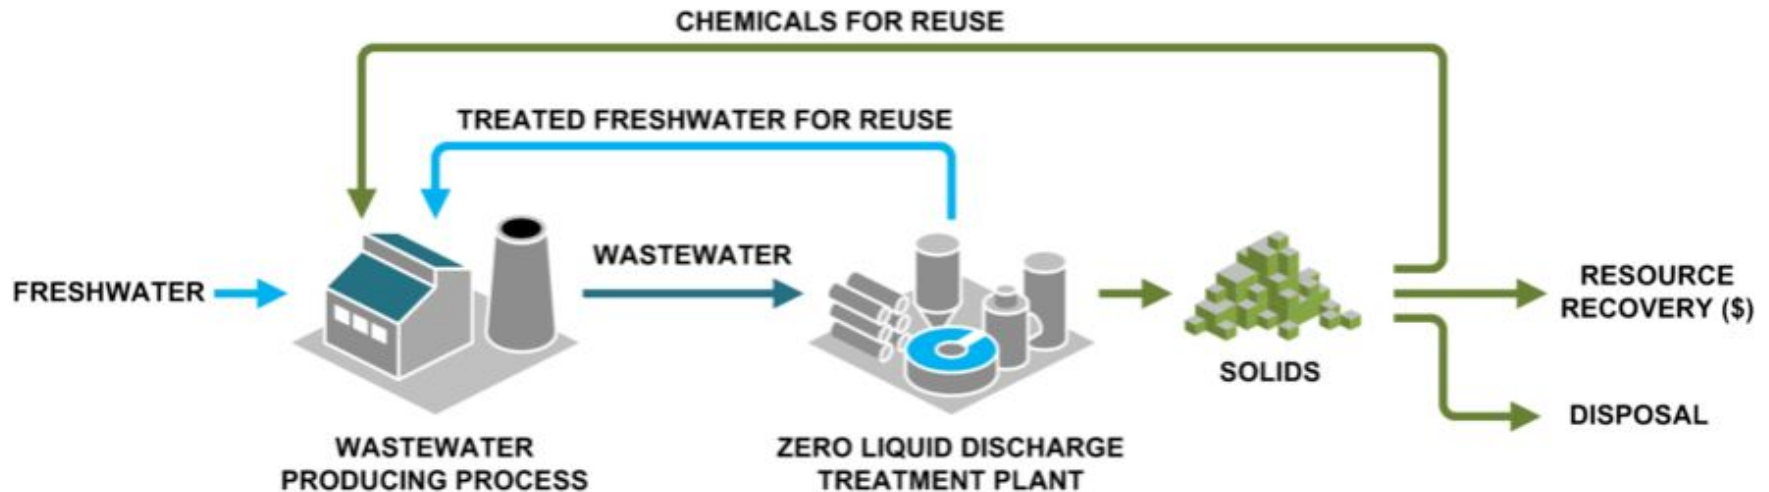 CHEMICALS FOR REUSE
TREATED FRESHWATER FOR REUSE
FRESHWATER
WASTEWATER
RESOURCE
RECOVERY ($)
SOLIDS
DISPOSAL
WASTEWATER
PRODUCING PROCESS
ZERO LIQUID DISCHARGE
TREATMENT PLANT